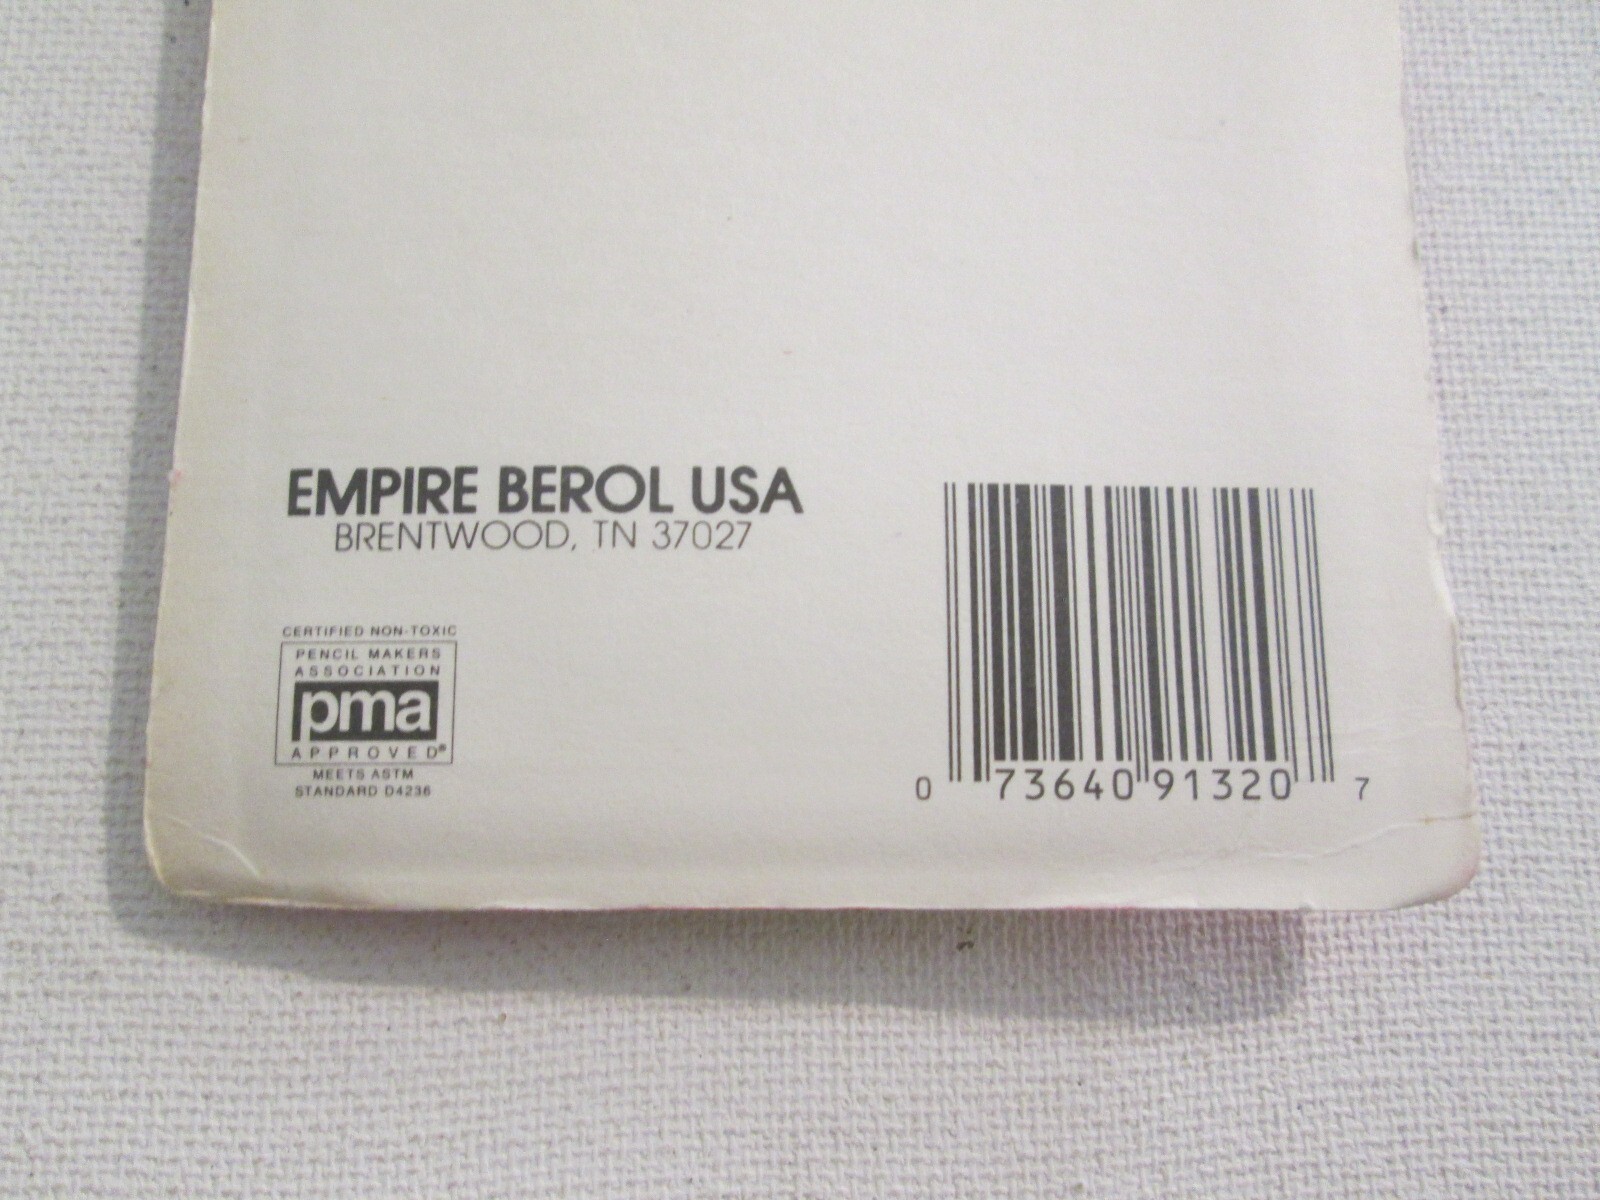 EMPIRE BEROL USA
BRENTWOOD, TN 37027
CERTIFIED NON-TOXIC
PENCIL MAKERS
ASSOCIATION
pma
APPROVED®
MEETS ASTM
STANDARD D4236
0 73640 91320 7